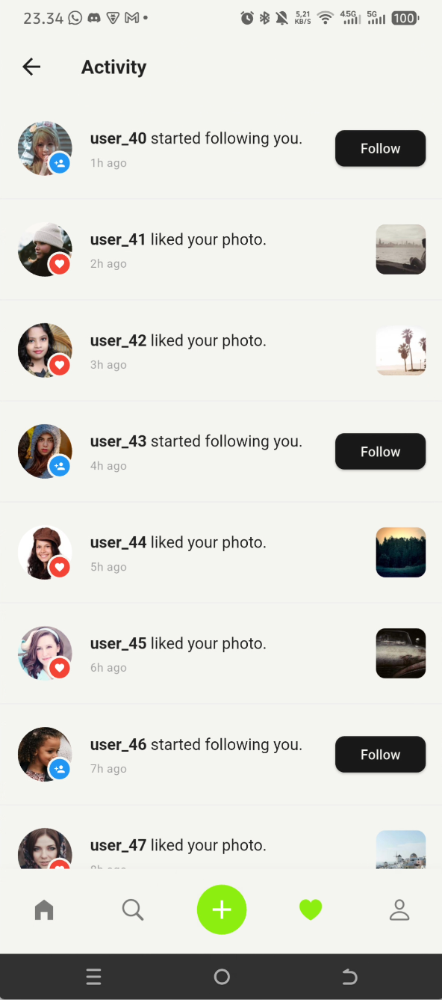 23.34
5,21 KB/S
4.5G
5G
100
Activity
user_40 started following you.
1h ago
Follow
user_41 liked your photo.
2h ago
user_42 liked your photo.
3h ago
user_43 started following you.
4h ago
Follow
user_44 liked your photo.
5h ago
user_45 liked your photo.
6h ago
user_46 started following you.
7h ago
Follow
user_47 liked your photo.